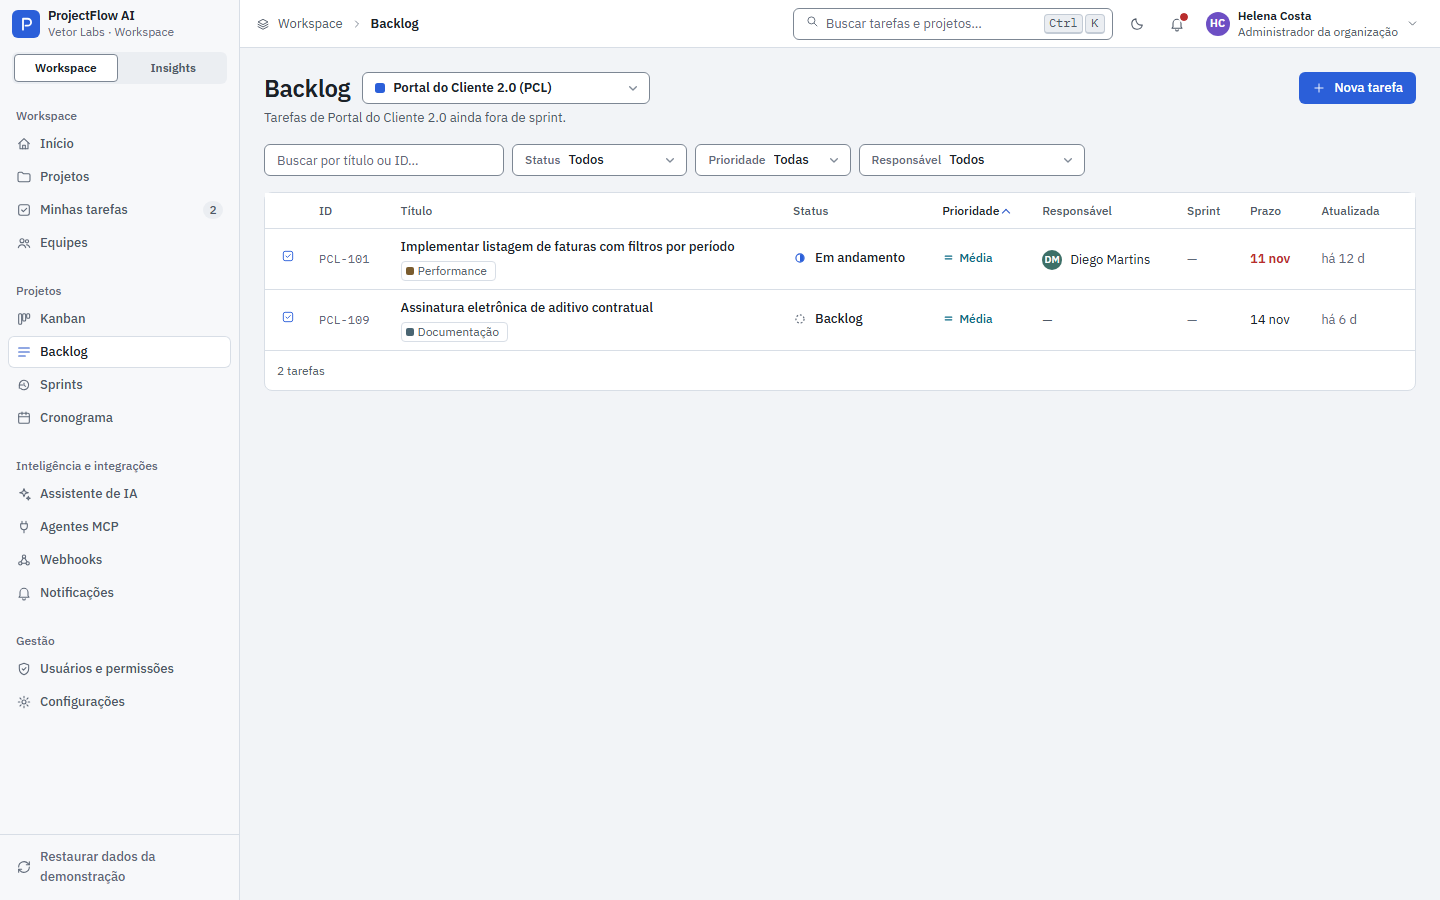 ProjectFlow AI
Vetor Labs · Workspace
Workspace
Insights
Workspace
Início
Projetos
Minhas tarefas
2
Equipes
Projetos
Kanban
Backlog
Sprints
Cronograma
Inteligência e integrações
Assistente de IA
Agentes MCP
Webhooks
Notificações
Gestão
Usuários e permissões
Configurações
Restaurar dados da
demonstração
Workspace
Backlog
Buscar tarefas e projetos...
Ctrl K
HC
Helena Costa
Administrador da organização
Backlog
Portal do Cliente 2.0 (PCL)
Nova tarefa
Tarefas de Portal do Cliente 2.0 ainda fora de sprint.
Buscar por título ou ID...
Status Todos
Prioridade Todas
Responsável Todos
ID Título Status Prioridade Responsável Sprint Prazo Atualizada
PCL-101 Implementar listagem de faturas com filtros por período Em andamento Média DM Diego Martins — 11 nov há 12 d
Performance
PCL-109 Assinatura eletrônica de aditivo contratual Backlog Média — — 14 nov há 6 d
Documentação
2 tarefas